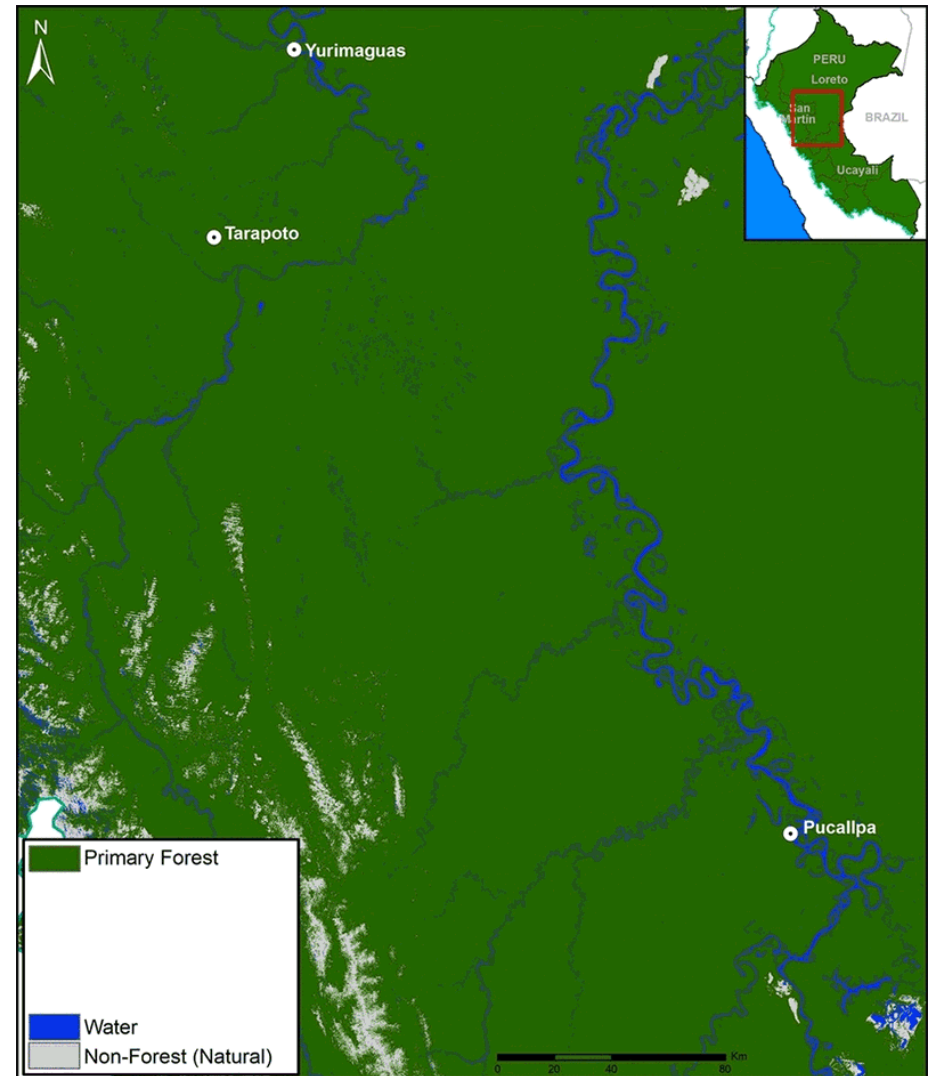 N
Yurimaguas
Tarapoto
Pucallpa
PERU
Loreto
San
Martín
BRAZIL
Ucayali
Primary Forest
Water
Non-Forest (Natural)
Km
0 20 40 80